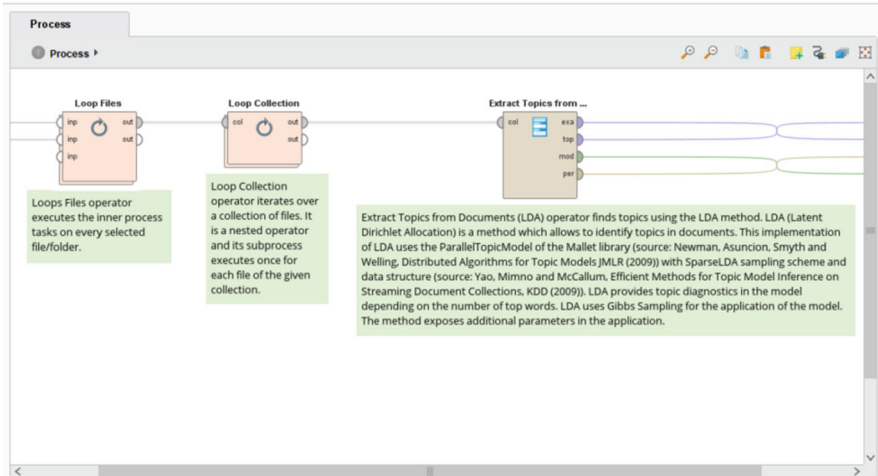 Process
Process
Loop Files
Loop Collection
Extract Topics from ...
inp
out
inp
out
inp
col
out
out
col
exa
top
mod
per
Loops Files operator
executes the inner process
tasks on every selected
file/folder.
Loop Collection
operator iterates over
a collection of files. It
is a nested operator
and its subprocess
executes once for
each file of the given
collection.
Extract Topics from Documents (LDA) operator finds topics using the LDA method. LDA (Latent
Dirichlet Allocation) is a method which allows to identify topics in documents. This implementation
of LDA uses the ParallelTopicModel of the Mallet library (source: Newman, Asuncion, Smyth and
Welling, Distributed Algorithms for Topic Models JMLR (2009)) with SparseLDA sampling scheme and
data structure (source: Yao, Mimno and McCallum, Efficient Methods for Topic Model Inference on
Streaming Document Collections, KDD (2009)). LDA provides topic diagnostics in the model
depending on the number of top words. LDA uses Gibbs Sampling for the application of the model.
The method exposes additional parameters in the application.